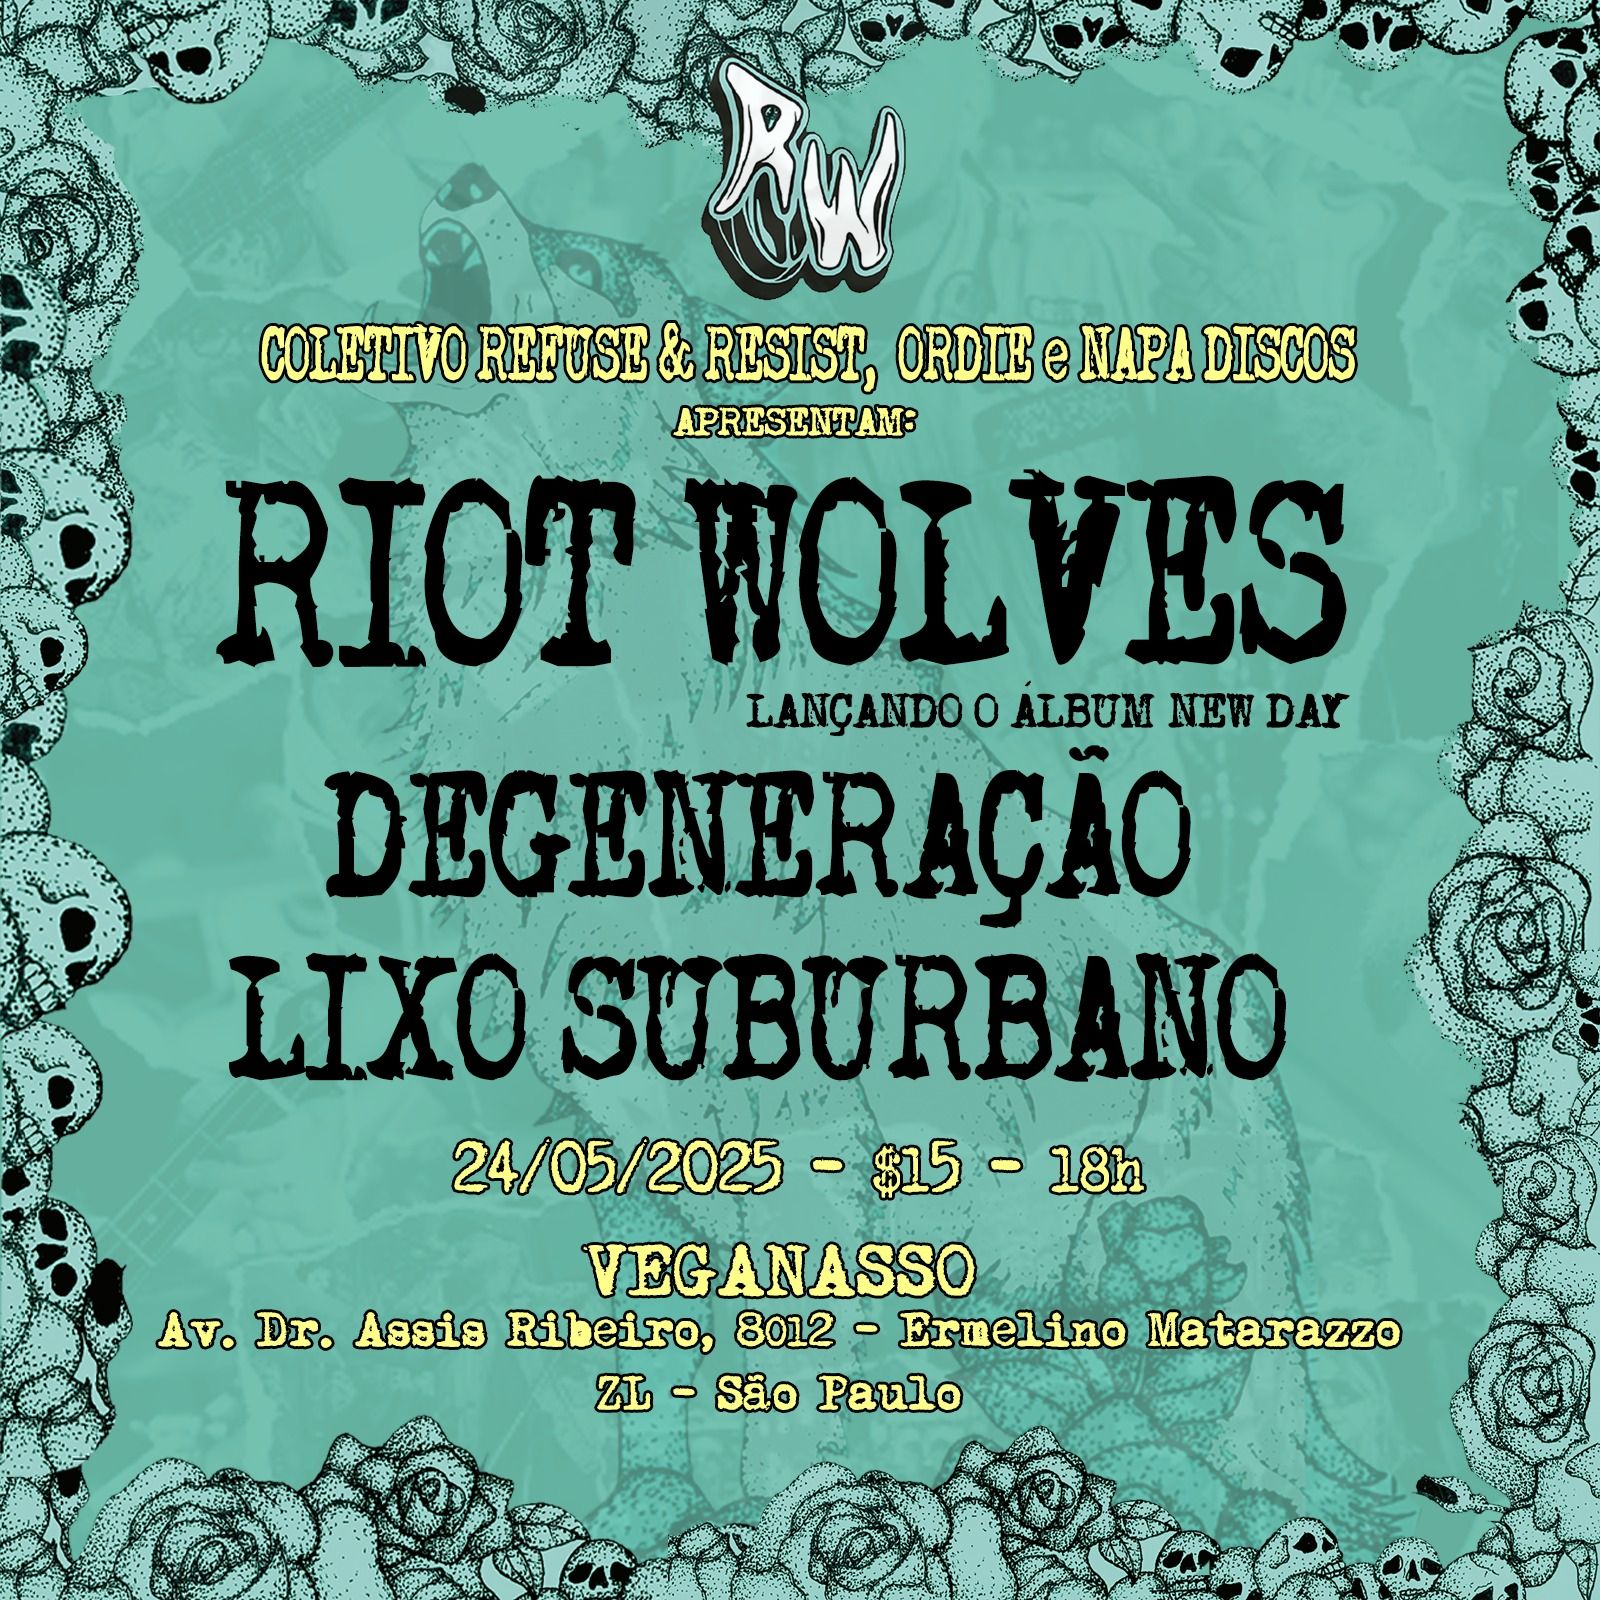 RW
COLETIVO REFUSE & RESIST, ORDIE e NAPA DISCOS
APRESENTAM:
RIOT WOLVES
LANÇANDO O ÁLBUM NEW DAY
DEGENERAÇÃO
LIXO SUBURBANO
24/05/2025 - $15 - 18h
VEGANASSO
Av. Dr. Assis Ribeiro, 8012 - Ermelino Matarazzo
ZL - São Paulo